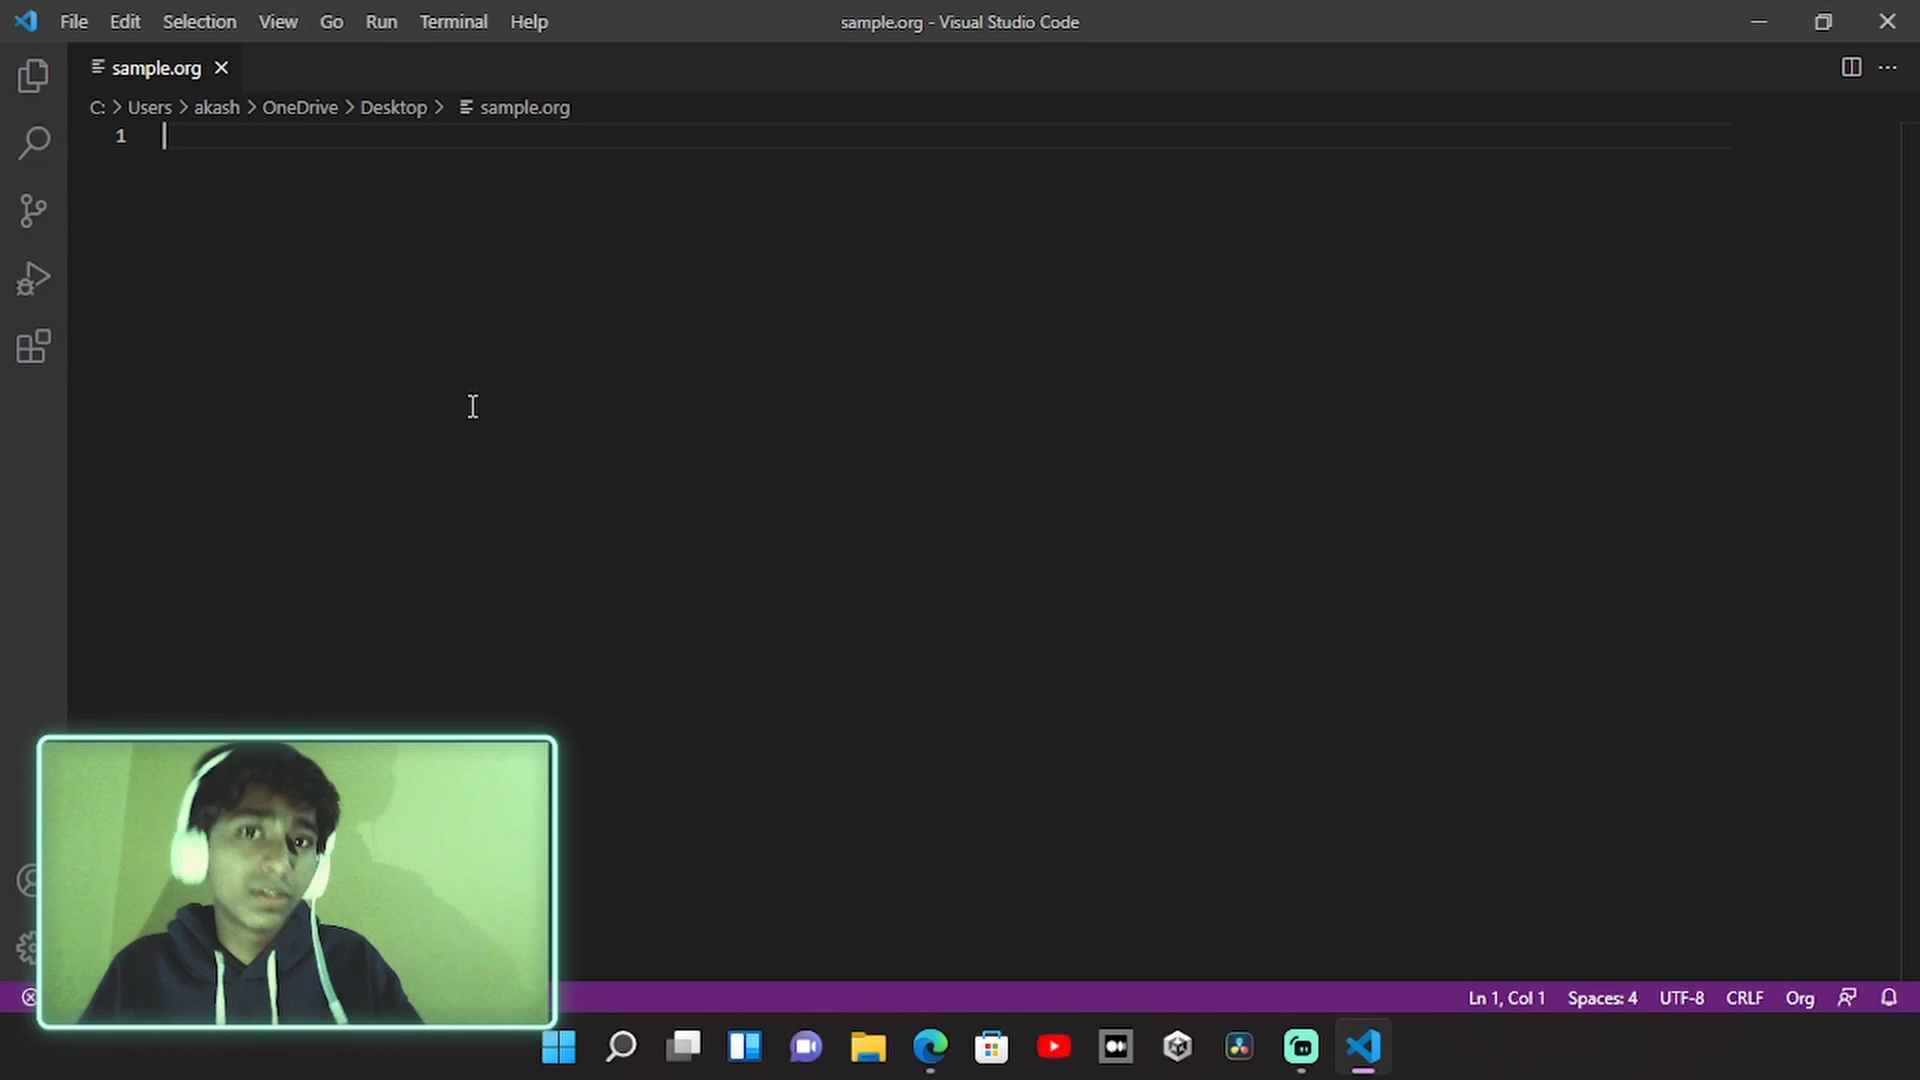 File Edit Selection View Go Run Terminal Help sample.org - Visual Studio Code
sample.org
C: > Users > akash > OneDrive > Desktop > sample.org
1
Ln 1, Col 1 Spaces: 4 UTF-8 CRLF Org